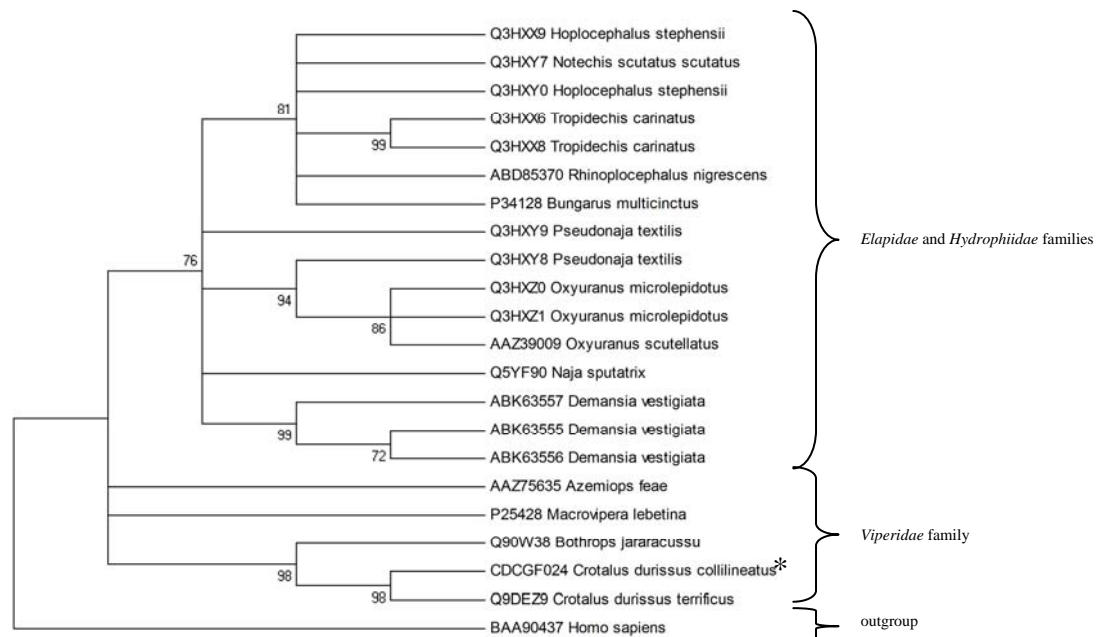 Q3HXX9 Hoplocephalus stephensii
Q3HXY7 Notechis scutatus scutatus
Q3HXY0 Hoplocephalus stephensii
81
Q3HXX6 Tropidechis carinatus
99
Q3HXX8 Tropidechis carinatus
ABD85370 Rhinoplocephalus nigrescens
P34128 Bungarus multicinctus
Q3HXY9 Pseudonaja textilis
Elapidae and Hydrophiidae families
76
Q3HXY8 Pseudonaja textilis
Q3HXZ0 Oxyuranus microlepidotus
94
Q3HXZ1 Oxyuranus microlepidotus
86
AAZ39009 Oxyuranus scutellatus
Q5YF90 Naja sputatrix
ABK63557 Demansia vestigiata
ABK63555 Demansia vestigiata
99
72
ABK63556 Demansia vestigiata
AAZ75635 Azemiops feae
P25428 Macrovipera lebetina
Viperidae family
Q90W38 Bothrops jararacussu
CDCGF024 Crotalus durissus collilineatus*
98
98
Q9DEZ9 Crotalus durissus terrificus
outgroup
BAA90437 Homo sapiens